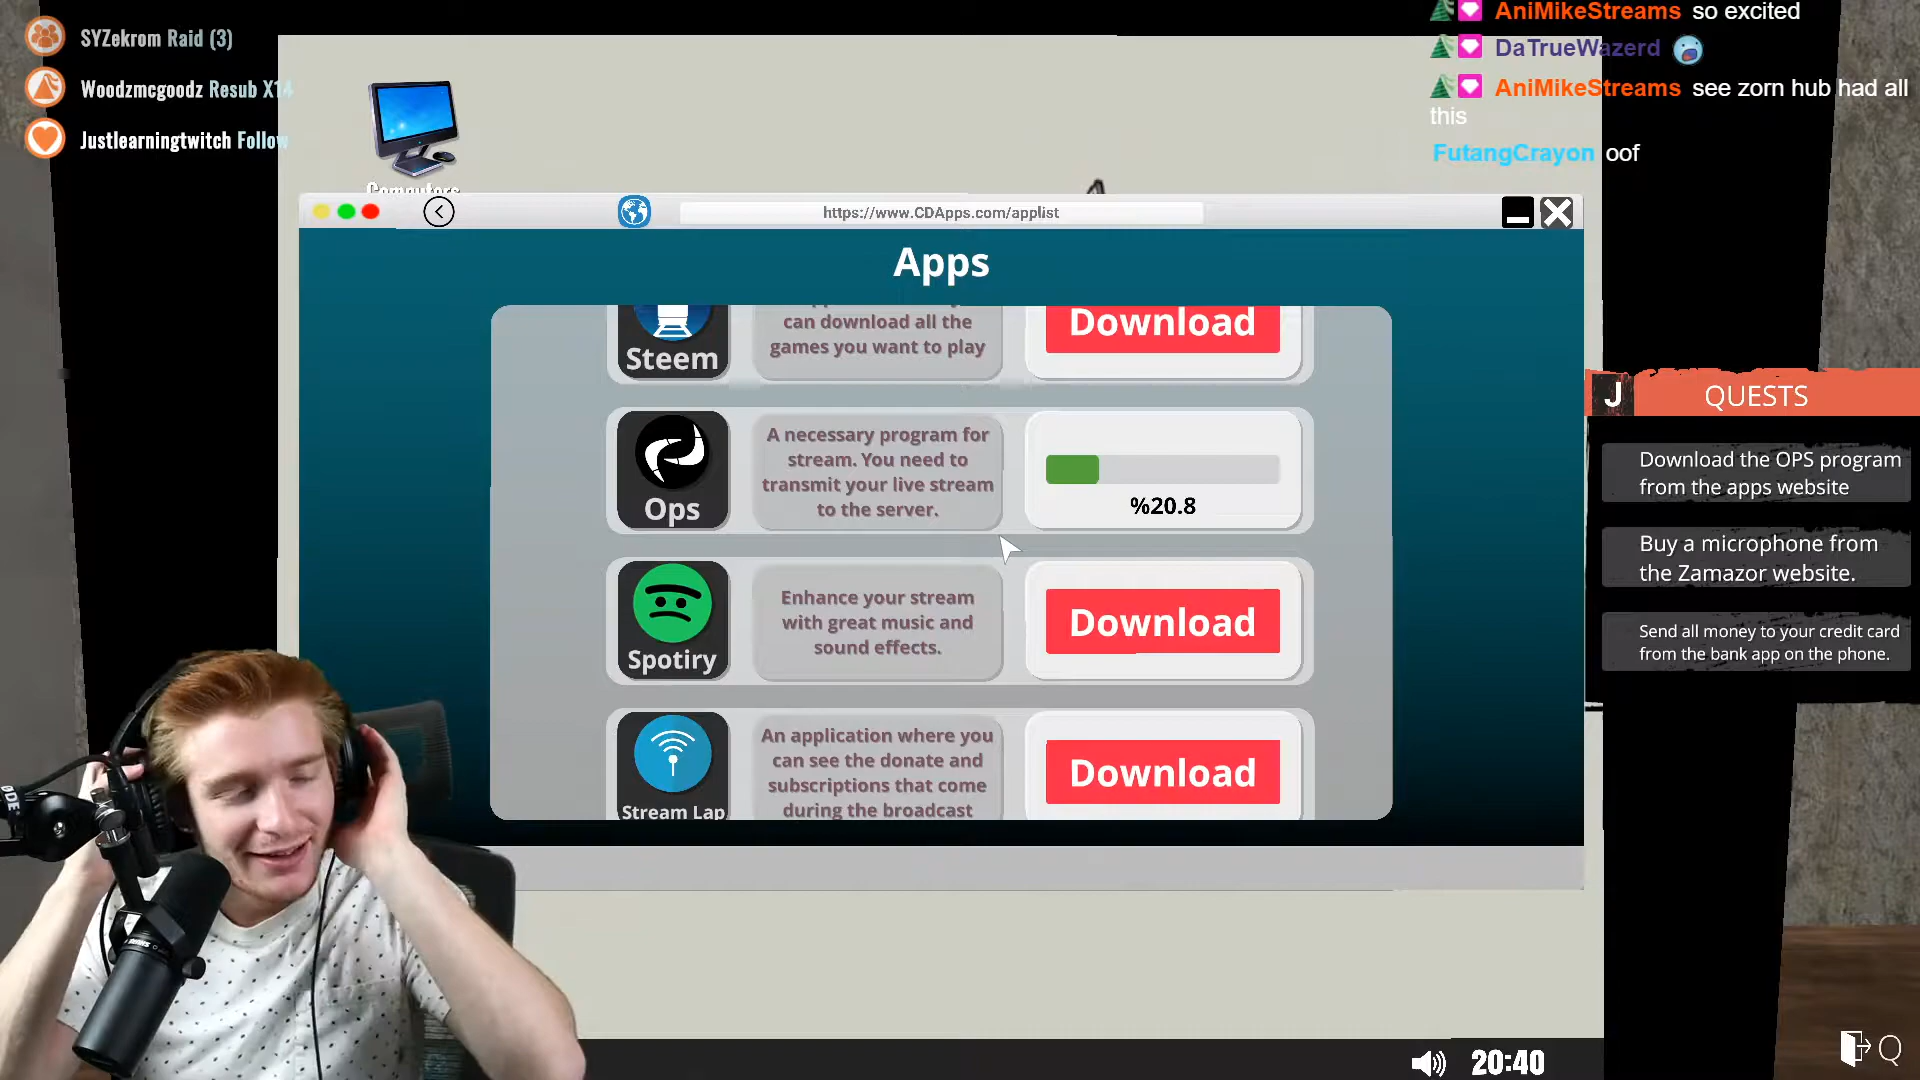 SYZekrom Raid (3)
Woodzmcgoodz Resub X14
Justlearningtwitch Follow
AniMikeStreams so excited
DaTrueWazerd
AniMikeStreams see zorn hub had all
this
FutangCrayon oof
Computers
https://www.CDApps.com/applist
Apps
can download all the
games you want to play
Steem
Download
A necessary program for
stream. You need to
transmit your live stream
to the server.
Ops
%20.8
Enhance your stream
with great music and
sound effects.
Spotiry
Download
An application where you
can see the donate and
subscriptions that come
during the broadcast
Stream Lap
Download
J QUESTS
Download the OPS program
from the apps website
Buy a microphone from
the Zamazor website.
Send all money to your credit card
from the bank app on the phone.
20:40
Q